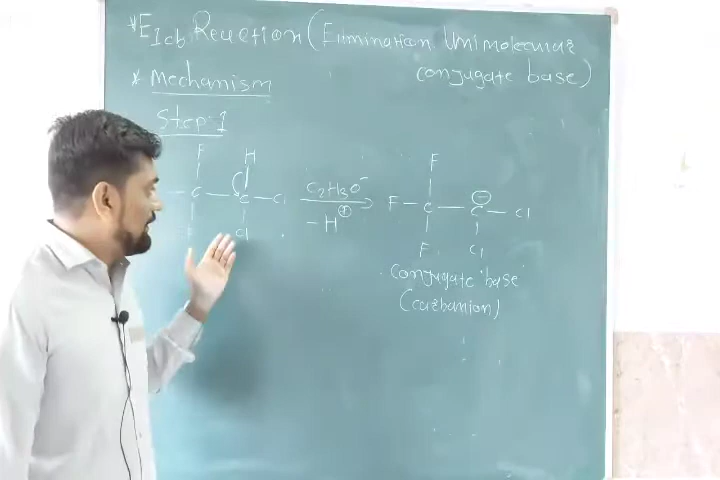 * E1cb Reaction (Elimination Unimolecular
conjugate base)
* Mechanism
Step 1
F H F
C C Cl C2H5O⁻ F C C⊖ Cl
- H⊕
F Cl F Cl
conjugate base
(carbanion)